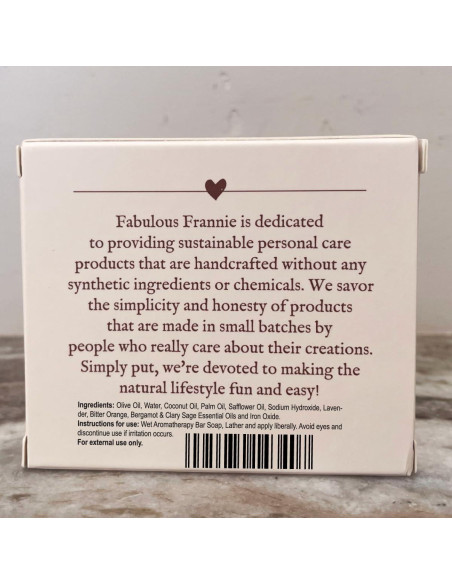 Fabulous Frannie is dedicated
to providing sustainable personal care
products that are handcrafted without any
synthetic ingredients or chemicals. We savor
the simplicity and honesty of products
that are made in small batches by
people who really care about their creations.
Simply put, we're devoted to making the
natural lifestyle fun and easy!
Ingredients: Olive Oil, Water, Coconut Oil, Palm Oil, Safflower Oil, Sodium Hydroxide, Laven-
der, Bitter Orange, Bergamot & Clary Sage Essential Oils and Iron Oxide.
Instructions for use: Wet Aromatherapy Bar Soap, Lather and apply liberally. Avoid eyes and
discontinue use if irritation occurs.
For external use only.